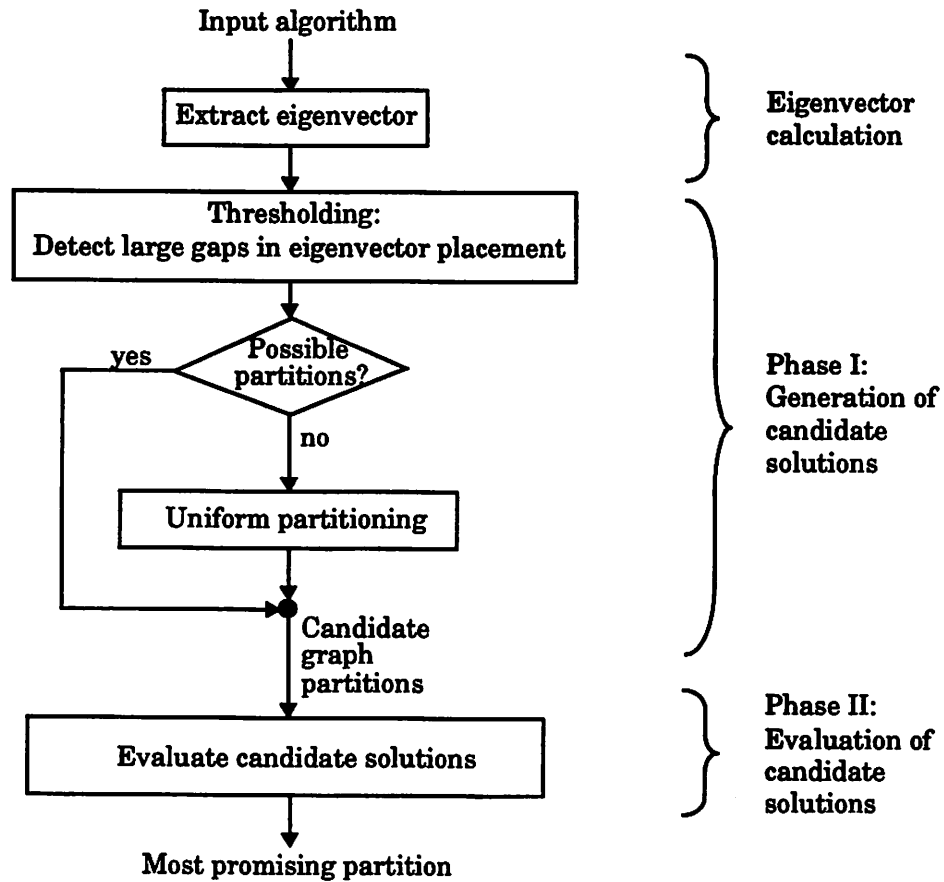 Input algorithm
Extract eigenvector
Eigenvector
calculation
Thresholding:
Detect large gaps in eigenvector placement
yes
Possible
partitions?
no
Uniform partitioning
Phase I:
Generation of
candidate
solutions
Candidate
graph
partitions
Evaluate candidate solutions
Phase II:
Evaluation of
candidate
solutions
Most promising partition